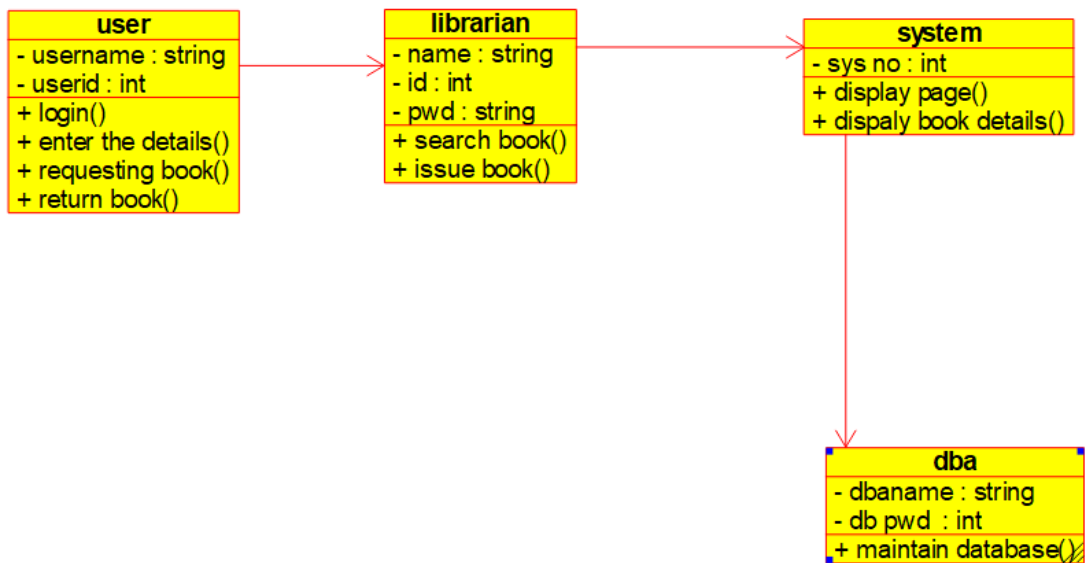 user
- username : string
- userid : int
+ login()
+ enter the details()
+ requesting book()
+ return book()
librarian
- name : string
- id : int
- pwd : string
+ search book()
+ issue book()
system
- sys no : int
+ display page()
+ dispaly book details()
dba
- dbaname : string
- db pwd : int
+ maintain database()